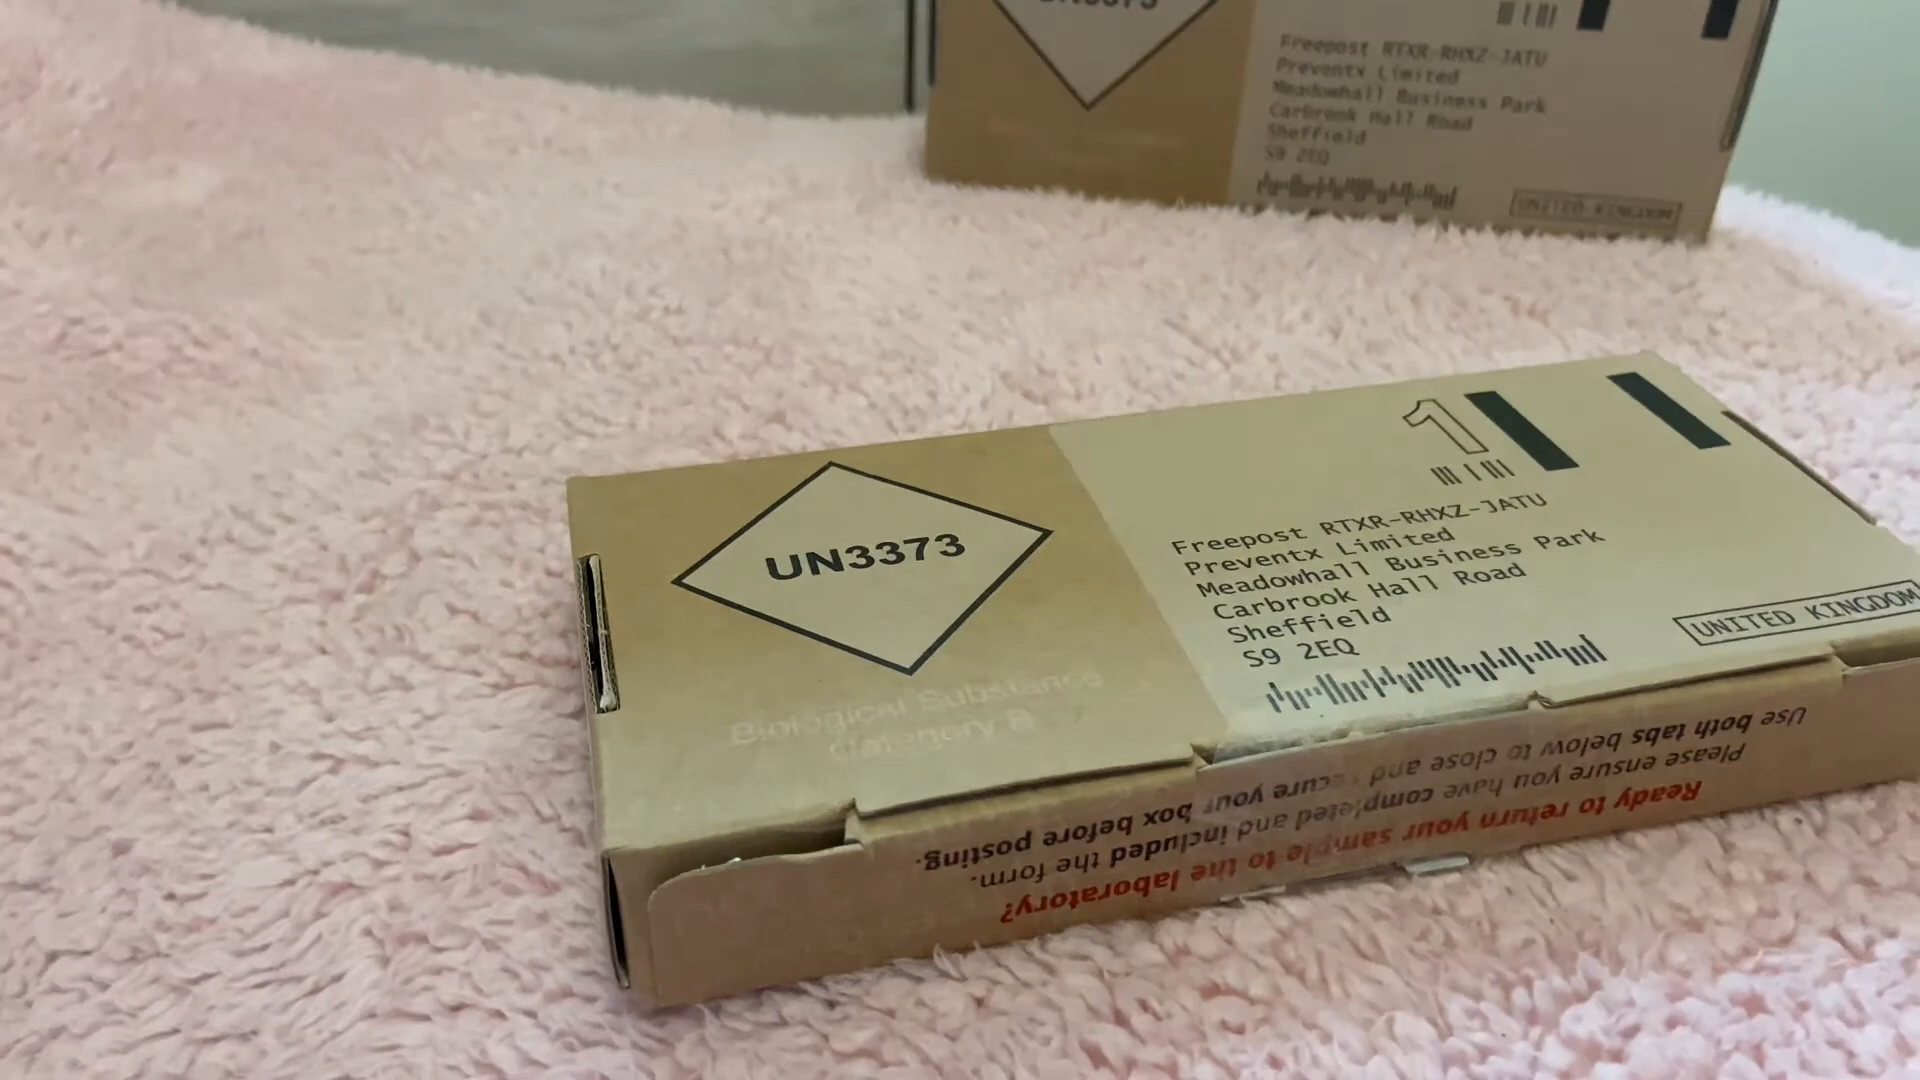 UN3373
Freepost RTXR-RHXZ-JATU
Preventx Limited
Meadowhall Business Park
Carbrook Hall Road
Sheffield
S9 2EQ
UNITED KINGDOM
UN3373
Biological Substance
Category B
1
Freepost RTXR-RHXZ-JATU
Preventx Limited
Meadowhall Business Park
Carbrook Hall Road
Sheffield
S9 2EQ
UNITED KINGDOM
Ready to return your sample to the laboratory?
Please ensure you have completed and included the form.
Use both tabs below to close and secure your box before posting.